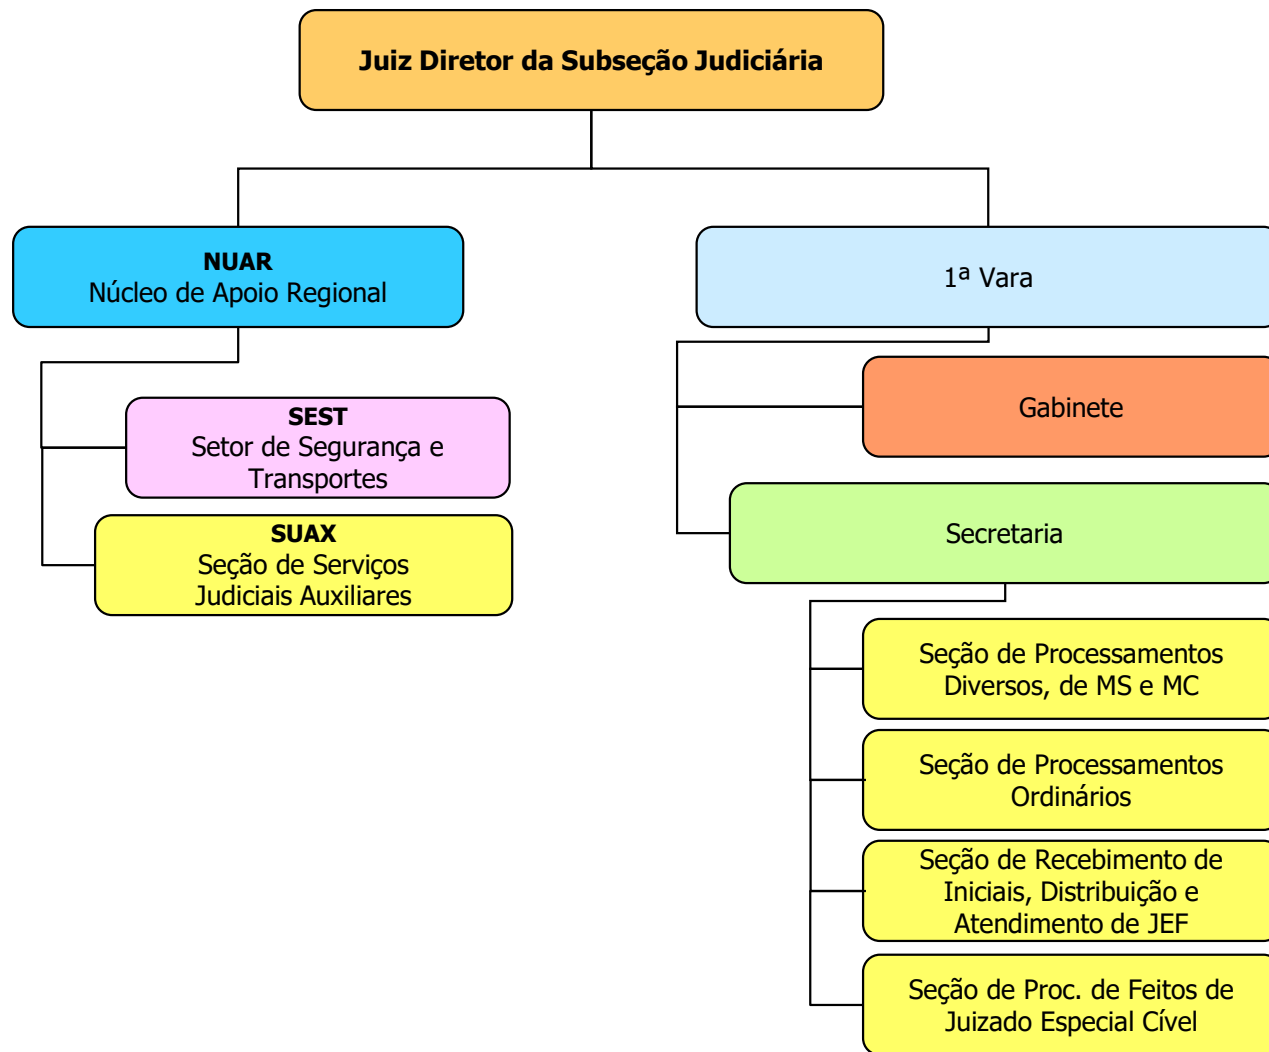 Juiz Diretor da Subseção Judiciária
NUAR
Núcleo de Apoio Regional
1ª Vara
Gabinete
SEST
Setor de Segurança e
Transportes
Secretaria
SUAX
Seção de Serviços
Judiciais Auxiliares
Seção de Processamentos
Diversos, de MS e MC
Seção de Processamentos
Ordinários
Seção de Recebimento de
Iniciais, Distribuição e
Atendimento de JEF
Seção de Proc. de Feitos de
Juizado Especial Cível